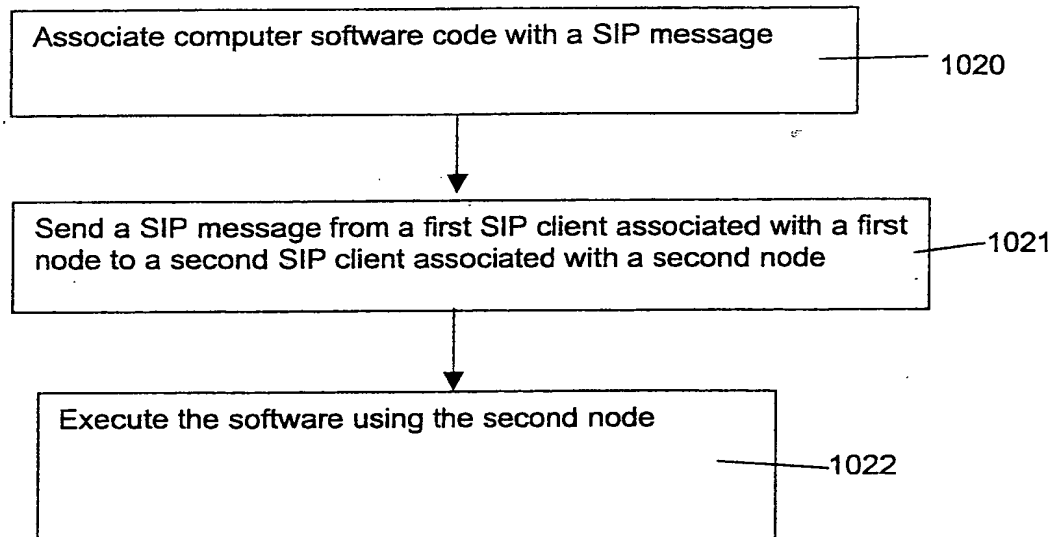 Associate computer software code with a SIP message
1020
Send a SIP message from a first SIP client associated with a first
node to a second SIP client associated with a second node
1021
Execute the software using the second node
1022